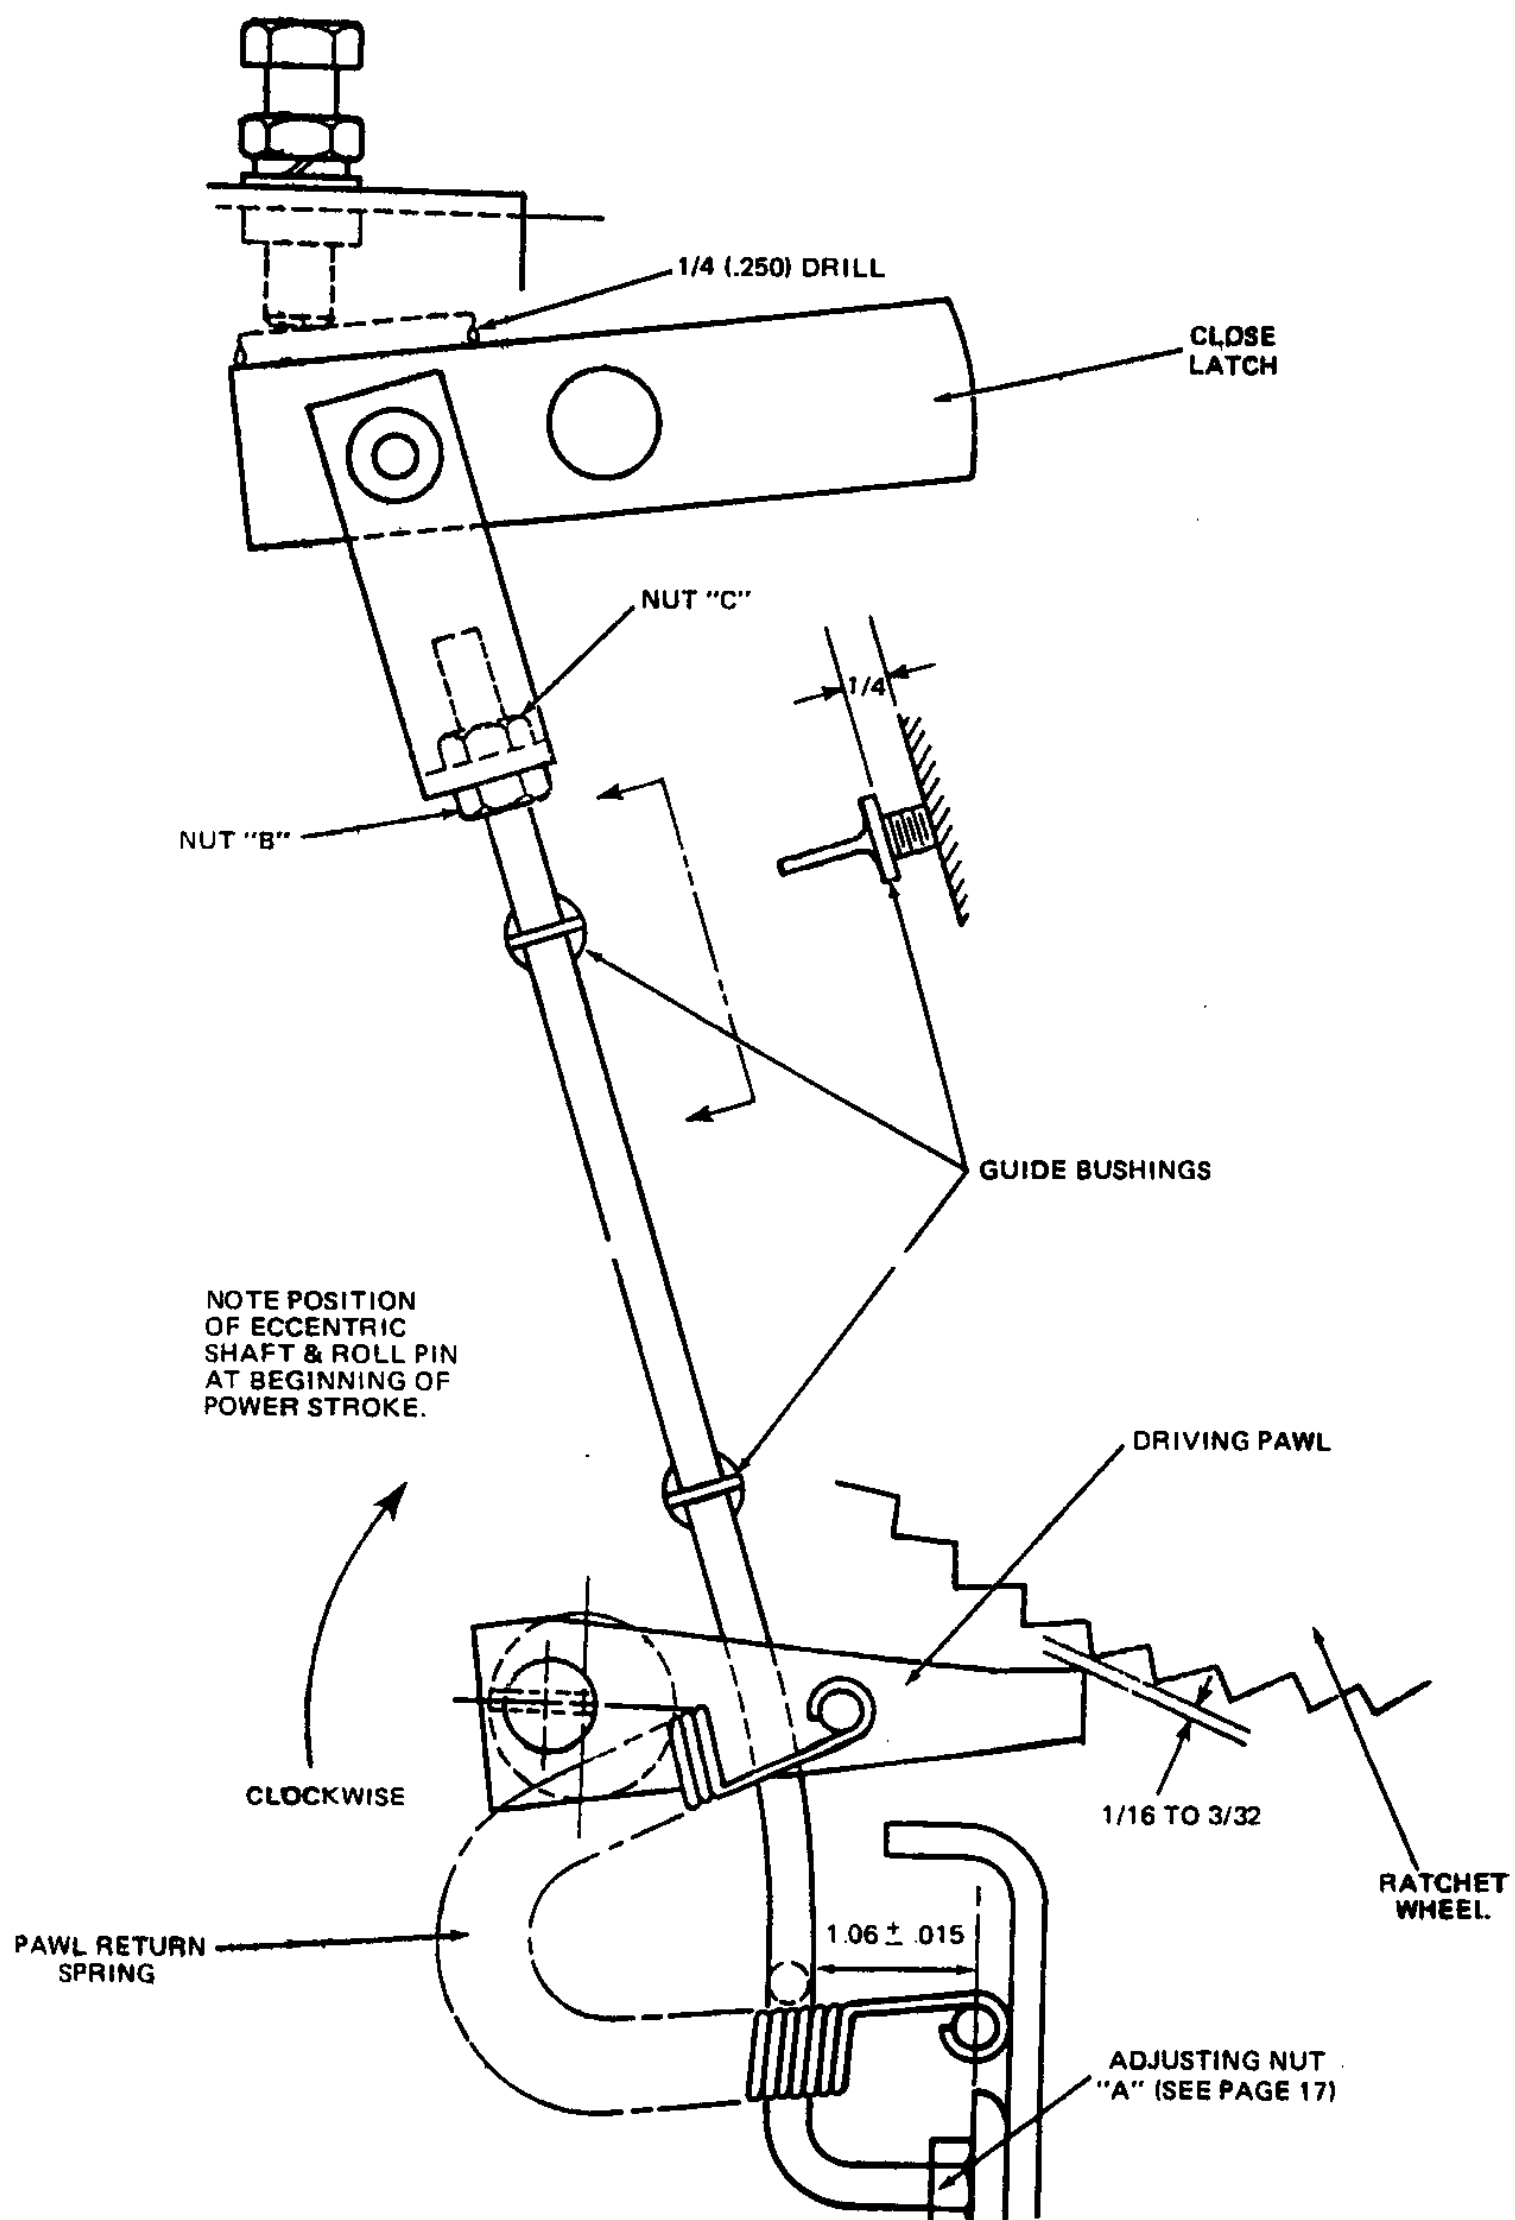 1/4 (.250) DRILL
CLOSE
LATCH
NUT "C"
1/4
NUT "B"
GUIDE BUSHINGS
NOTE POSITION
OF ECCENTRIC
SHAFT & ROLL PIN
AT BEGINNING OF
POWER STROKE.
DRIVING PAWL
CLOCKWISE
1/16 TO 3/32
RATCHET
WHEEL.
PAWL RETURN
SPRING
1.06 ± .015
ADJUSTING NUT
"A" (SEE PAGE 17)